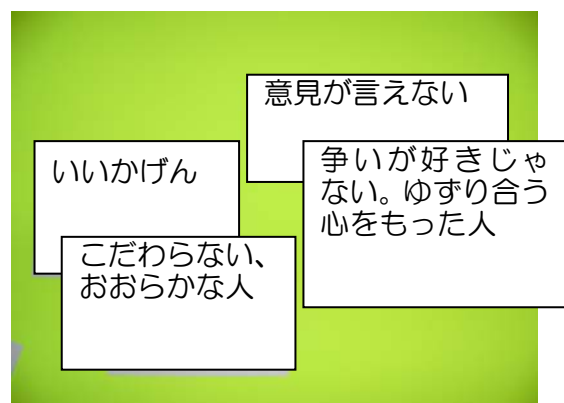 意見が言えない
争いが好きじゃ
ない。ゆずり合う
心をもった人
いいかげん
こだわらない、
おおらかな人